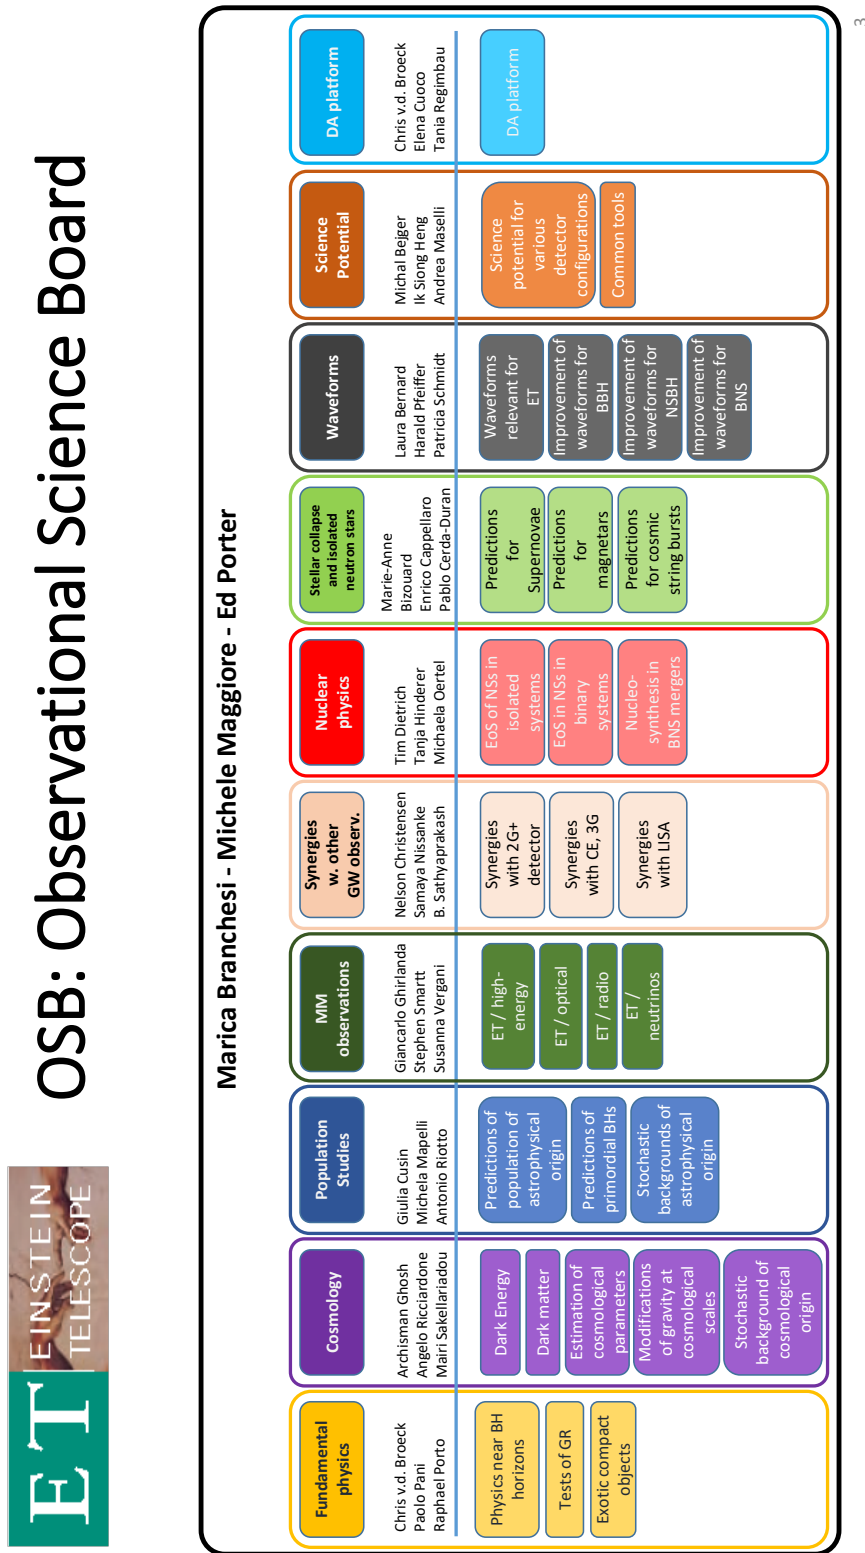 ET EINSTEIN
TELESCOPE
OSB: Observational Science Board
Marica Branchesi - Michele Maggiore - Ed Porter
Fundamental
physics
Chris v.d. Broeck
Paolo Pani
Raphael Porto
Physics near BH
horizons
Tests of GR
Exotic compact
objects
Cosmology
Archisman Ghosh
Angelo Ricciardone
Mairi Sakellariadou
Dark Energy
Dark matter
Estimation of
cosmological
parameters
Modifications
of gravity at
cosmological
scales
Stochastic
background of
cosmological
origin
Population
Studies
Giulia Cusin
Michela Mapelli
Antonio Riotto
Predictions of
population of
astrophysical
origin
Predictions of
primordial BHs
Stochastic
backgrounds of
astrophysical
origin
MM
observations
Giancarlo Ghirlanda
Stephen Smartt
Susanna Vergani
ET / high-
energy
ET / optical
ET / radio
ET /
neutrinos
Synergies
w. other
GW observ.
Nelson Christensen
Samaya Nissanke
B. Sathyaprakash
Synergies
with 2G+
detector
Synergies
with CE, 3G
Synergies
with LISA
Nuclear
physics
Tim Dietrich
Tanja Hinderer
Michaela Oertel
EoS of NSs in
isolated
systems
EoS in NSs in
binary
systems
Nucleo-
synthesis in
BNS mergers
Stellar collapse
and isolated
neutron stars
Marie-Anne
Bizouard
Enrico Cappellaro
Pablo Cerda-Duran
Predictions
for
Supernovae
Predictions
for
magnetars
Predictions
for cosmic
string bursts
Waveforms
Laura Bernard
Harald Pfeiffer
Patricia Schmidt
Waveforms
relevant for
ET
Improvement of
waveforms for
BBH
Improvement of
waveforms for
NSBH
Improvement of
waveforms for
BNS
Science
Potential
Michal Bejger
Ik Siong Heng
Andrea Maselli
Science
potential for
various
detector
configurations
Common tools
DA platform
Chris v.d. Broeck
Elena Cuoco
Tania Regimbau
DA platform
3